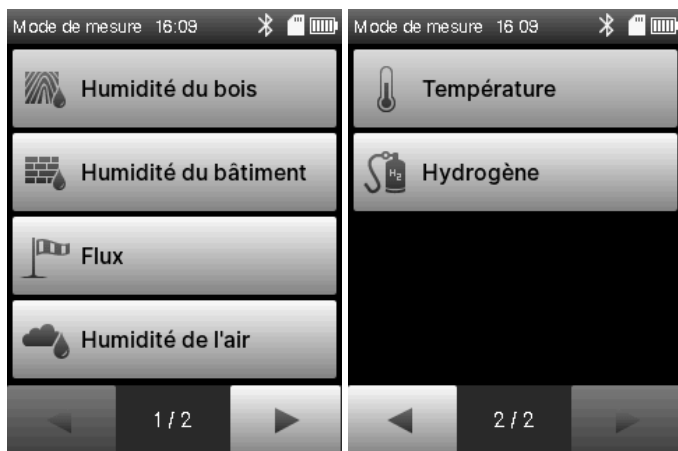 Mode de mesure 16:09
Humidité du bois
Humidité du bâtiment
Flux
Humidité de l'air
1 / 2
Mode de mesure 16 09
Température
H2
Hydrogène
2 / 2